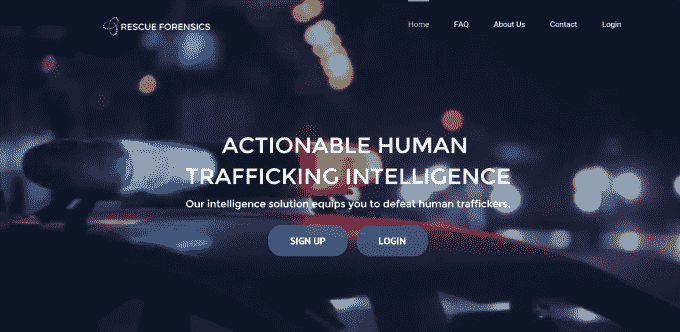 RESCUE FORENSICS
Home FAQ About Us Contact Login
ACTIONABLE HUMAN
TRAFFICKING INTELLIGENCE
Our intelligence solution equips you to defeat human traffickers.
SIGN UP LOGIN